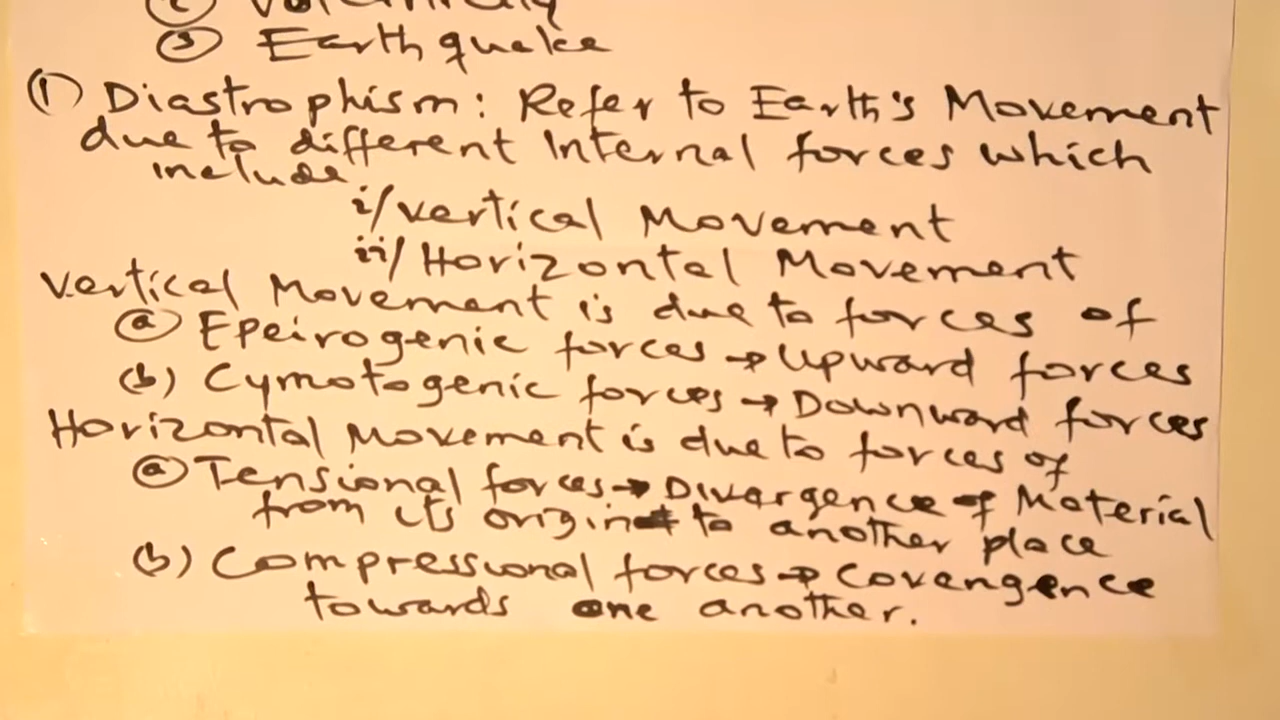 ② Volcanicity
③ Earthquake
(1) Diastrophism: Refer to Earth's Movement
due to different Internal forces which
include
i/ vertical Movement
ii/ Horizontal Movement
Vertical Movement is due to forces of
ⓐ Epeirogenic forces → Upward forces
(b) Cymotogenic forces → Downward forces
Horizontal Movement is due to forces of
ⓐ Tensional forces → Divergence of Material
from its origin to another place
(b) Compressional forces → Covengence
towards one another.